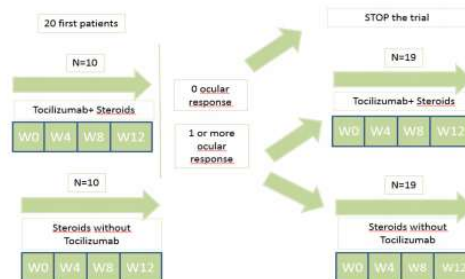 20 first patients
N=10
Tocilizumab+ Steroids
W0 W4 W8 W12
N=10
Steroids without
Tocilizumab
W0 W4 W8 W12
0 ocular
response
1 or more
ocular
response
STOP the trial
N=19
Tocilizumab+ Steroids
W0 W4 W8 W12
N=19
Steroids without
Tocilizumab
W0 W4 W8 W12